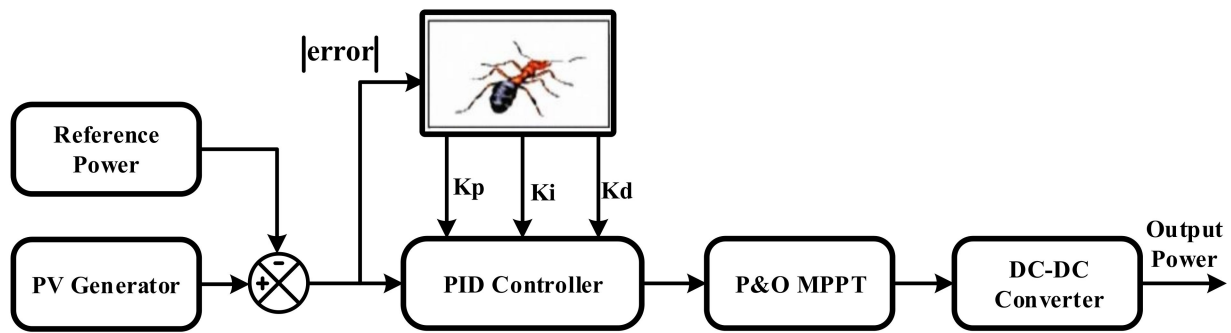 |error|
Reference
Power
-
+
PV Generator
Kp
Ki
Kd
PID Controller
P&O MPPT
DC-DC
Converter
Output
Power